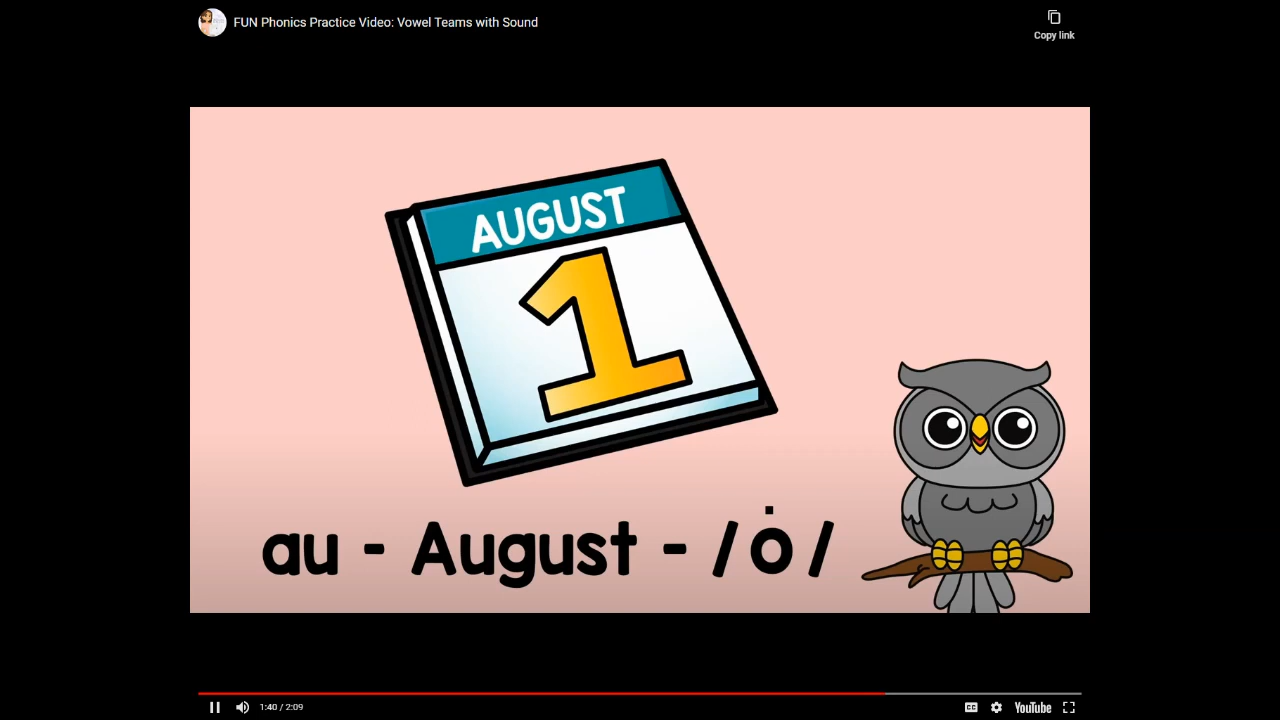 FUN Phonics Practice Video: Vowel Teams with Sound
Copy link
AUGUST
1
au - August - /ȯ/
1:40 / 2:09
CC
YouTube